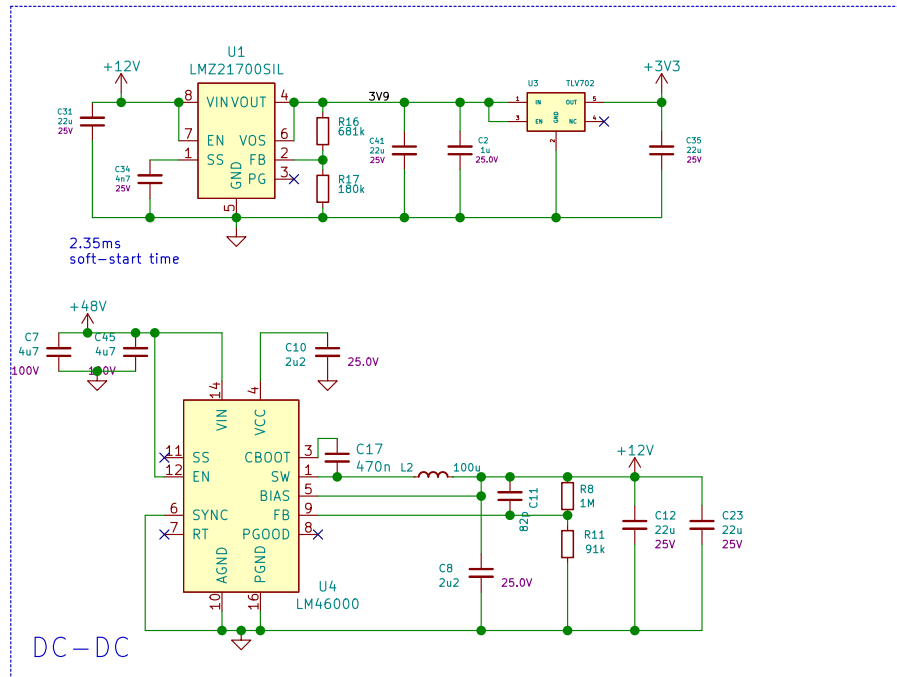 U1
LMZ21700SIL
+12V
8
VIN
VOUT
4
7
EN
VOS
6
1
SS
FB
2
GND
PG
3
5
C31
22u
25V
C34
4n7
25V
R16
681k
R17
180k
3V9
C41
22u
25V
C2
1u
25.0V
U3
TLV702
1
IN
OUT
5
3
EN
GND
NC
4
2
+3V3
C35
22u
25V
2.35ms
soft-start time
+48V
C7
4u7
100V
C45
4u7
100V
C10
2u2
25.0V
14
VIN
4
VCC
11
SS
CBOOT
3
12
EN
SW
1
BIAS
5
6
SYNC
FB
9
7
RT
PGOOD
8
AGND
PGND
10
16
U4
LM46000
C17
470n
L2
100u
C11
82p
R8
1M
R11
91k
C8
2u2
25.0V
+12V
C12
22u
25V
C23
22u
25V
DC-DC